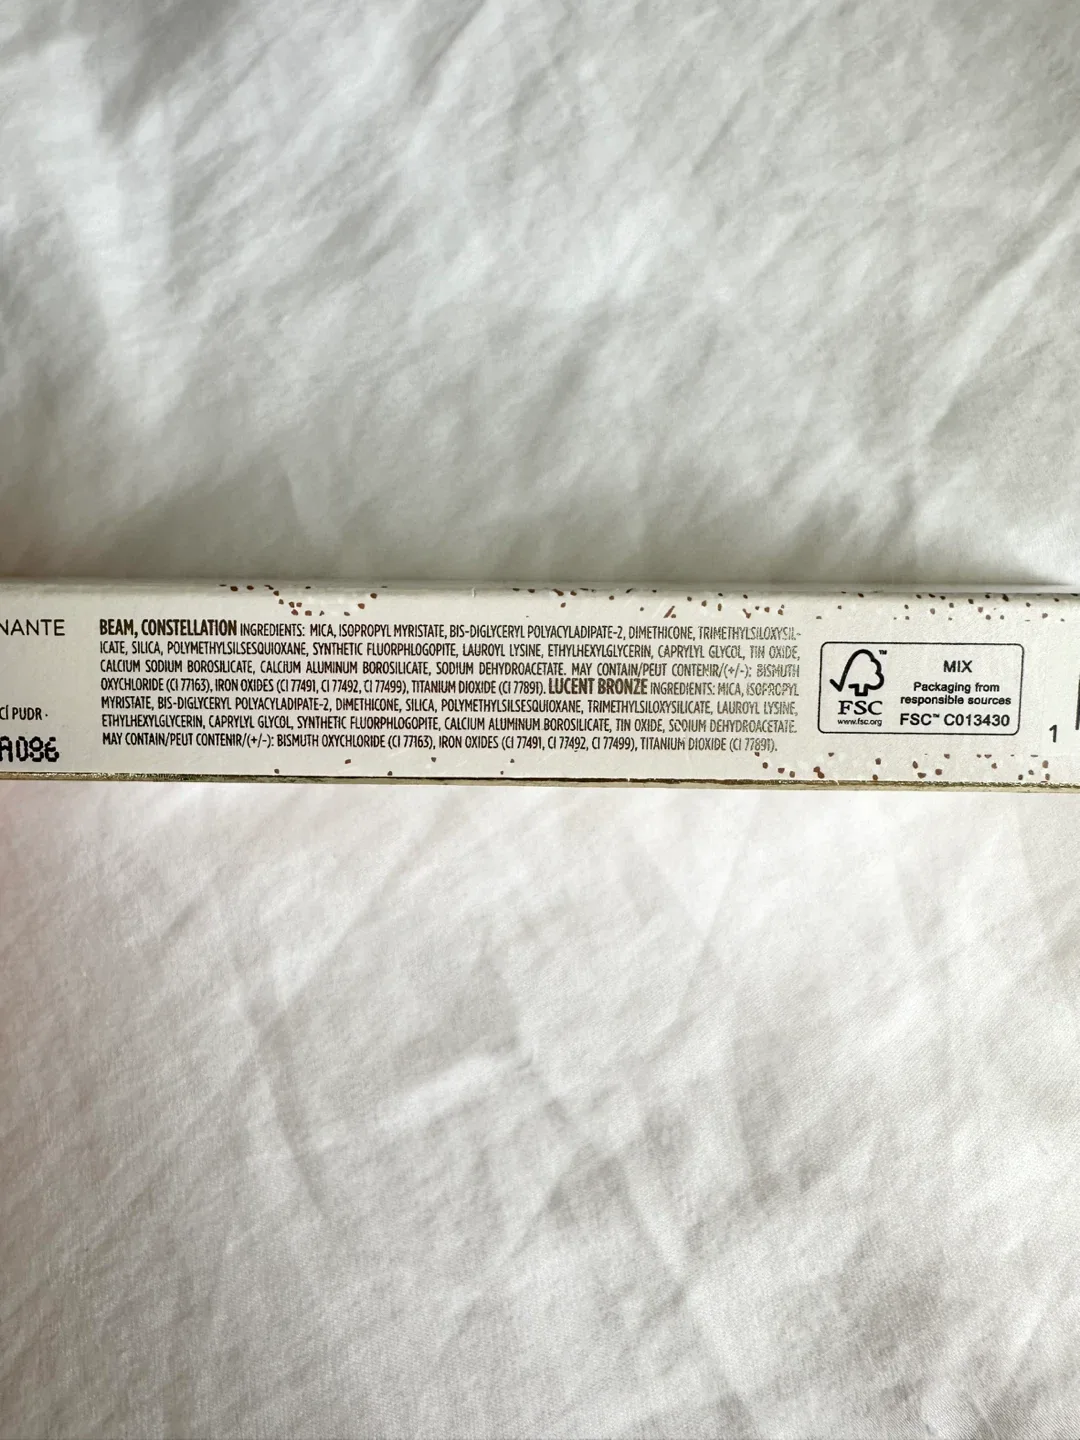 NANTE
CÍ PUDR ·
A086
BEAM, CONSTELLATION INGREDIENTS: MICA, ISOPROPYL MYRISTATE, BIS-DIGLYCERYL POLYACYLADIPATE-2, DIMETHICONE, TRIMETHYLSILOXYSIL-
ICATE, SILICA, POLYMETHYLSILSESQUIOXANE, SYNTHETIC FLUORPHLOGOPITE, LAUROYL LYSINE, ETHYLHEXYLGLYCERIN, CAPRYLYL GLYCOL, TIN OXIDE,
CALCIUM SODIUM BOROSILICATE, CALCIUM ALUMINUM BOROSILICATE, SODIUM DEHYDROACETATE. MAY CONTAIN/PEUT CONTENIR/(+/-): BISMUTH
OXYCHLORIDE (CI 77163), IRON OXIDES (CI 77491, CI 77492, CI 77499), TITANIUM DIOXIDE (CI 77891). LUCENT BRONZE INGREDIENTS: MICA, ISOPROPYL
MYRISTATE, BIS-DIGLYCERYL POLYACYLADIPATE-2, DIMETHICONE, SILICA, POLYMETHYLSILSESQUIOXANE, TRIMETHYLSILOXYSILICATE, LAUROYL LYSINE,
ETHYLHEXYLGLYCERIN, CAPRYLYL GLYCOL, SYNTHETIC FLUORPHLOGOPITE, CALCIUM ALUMINUM BOROSILICATE, TIN OXIDE, SODIUM DEHYDROACETATE.
MAY CONTAIN/PEUT CONTENIR/(+/-): BISMUTH OXYCHLORIDE (CI 77163), IRON OXIDES (CI 77491, CI 77492, CI 77499), TITANIUM DIOXIDE (CI 77891).
™
FSC
www.fsc.org
MIX
Packaging from
responsible sources
FSC™ C013430
1